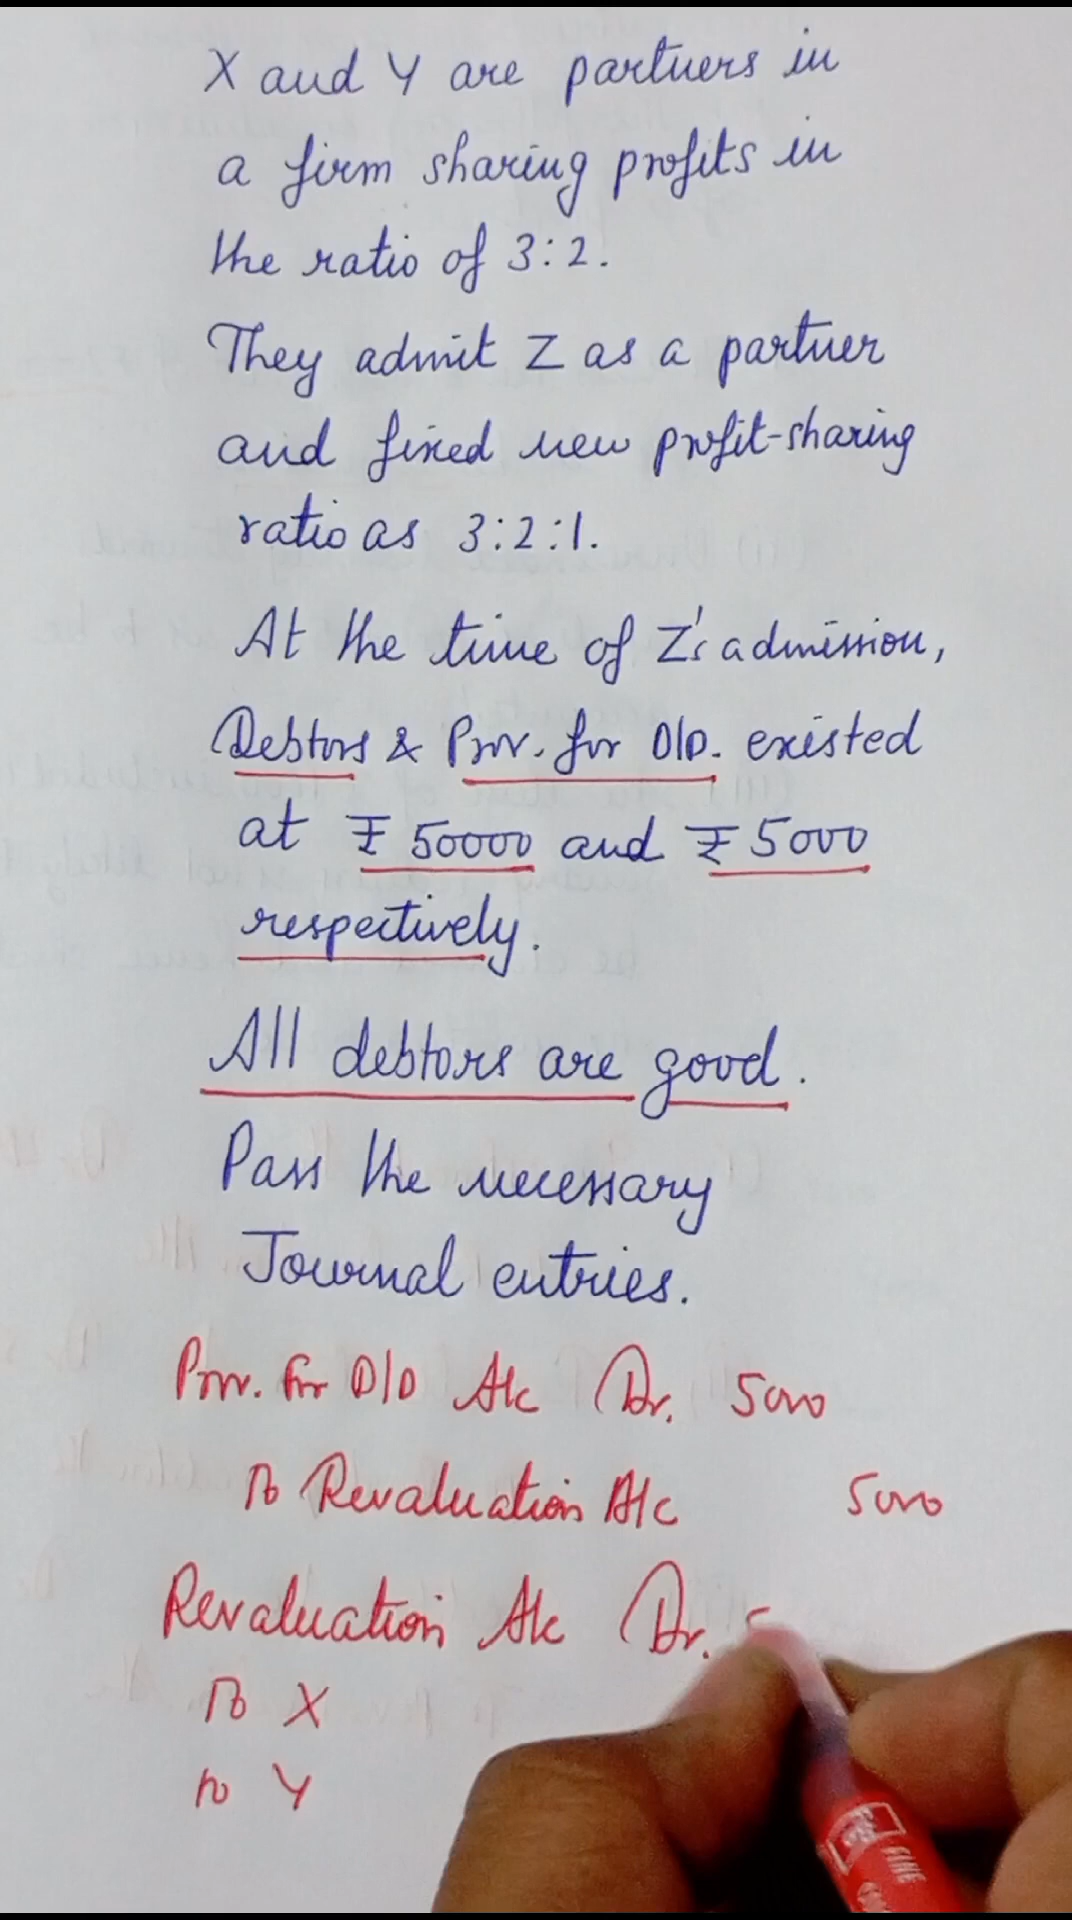 X and Y are partners in
a firm sharing profits in
the ratio of 3:2.
They admit Z as a partner
and fixed new profit-sharing
ratio as 3:2:1.
At the time of Z's admission,
Debtors & Prov. for D/D. existed
at ₹ 50000 and ₹ 5000
respectively.
All debtors are good.
Pass the necessary
Journal entries.
Prov. for D/D A/c Dr. 5000
To Revaluation A/c 5000
Revaluation A/c Dr. 5
To X
To Y
FINE